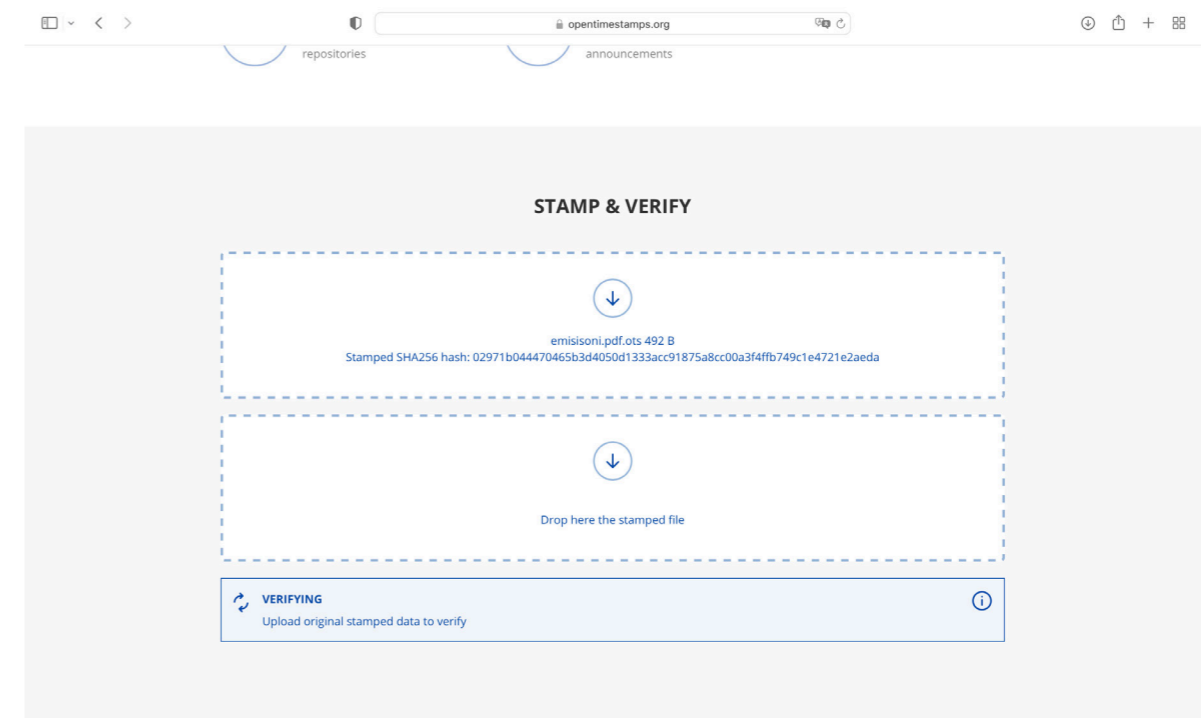 opentimestamps.org
repositories
announcements
STAMP & VERIFY
emisisoni.pdf.ots 492 B
Stamped SHA256 hash: 02971b044470465b3d4050d1333acc91875a8cc00a3f4ffb749c1e4721e2aeda
Drop here the stamped file
VERIFYING
Upload original stamped data to verify